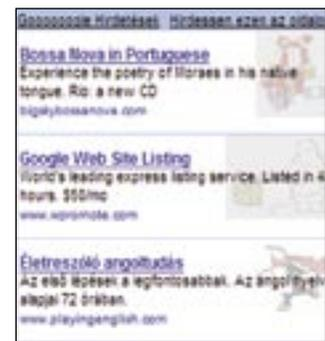 Goooooogle Hirdetések Hirdessen ezen az oldalo
Bossa Nova in Portuguese
Experience the poetry of Moraes in his native
tongue. Rio: a new CD
bigskybossanova.com
Google Web Site Listing
World's leading express listing service. Listed in 4
hours. $50/mo
www.wpromote.com
Életreszóló angoltudás
Az első lépések a legfontosabbak. Az angol nyelv
alapjai 72 órában.
www.playingenglish.com